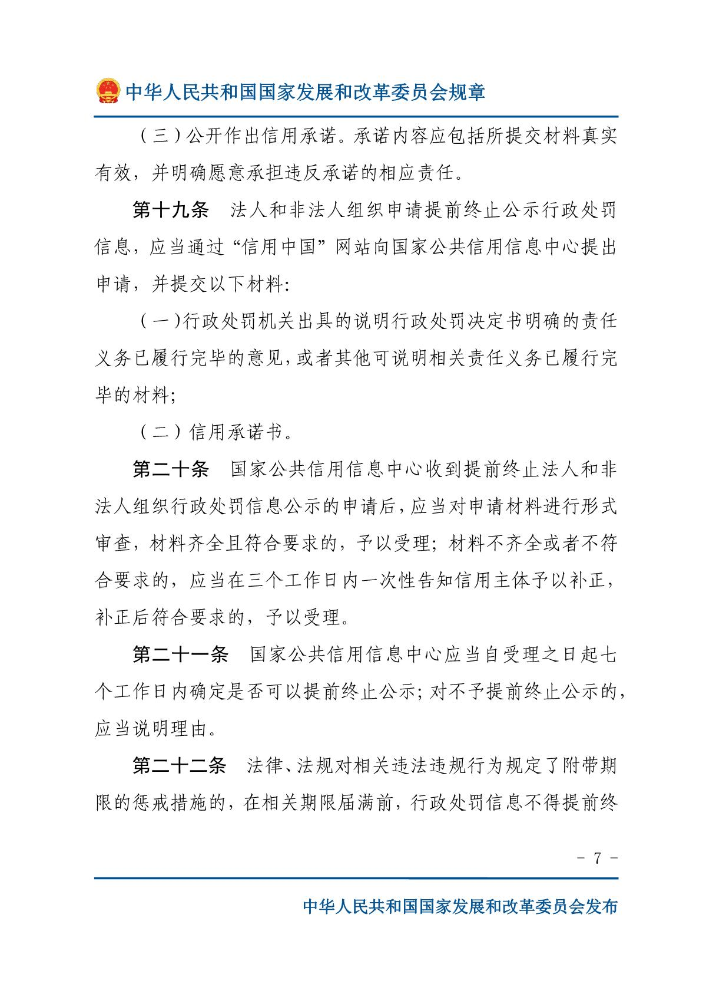 中华人民共和国国家发展和改革委员会规章
（三）公开作出信用承诺。承诺内容应包括所提交材料真实
有效，并明确愿意承担违反承诺的相应责任。
第十九条　法人和非法人组织申请提前终止公示行政处罚
信息，应当通过“信用中国”网站向国家公共信用信息中心提出
申请，并提交以下材料：
（一）行政处罚机关出具的说明行政处罚决定书明确的责任
义务已履行完毕的意见，或者其他可说明相关责任义务已履行完
毕的材料；
（二）信用承诺书。
第二十条　国家公共信用信息中心收到提前终止法人和非
法人组织行政处罚信息公示的申请后，应当对申请材料进行形式
审查，材料齐全且符合要求的，予以受理；材料不齐全或者不符
合要求的，应当在三个工作日内一次性告知信用主体予以补正，
补正后符合要求的，予以受理。
第二十一条　国家公共信用信息中心应当自受理之日起七
个工作日内确定是否可以提前终止公示；对不予提前终止公示的，
应当说明理由。
第二十二条　法律、法规对相关违法违规行为规定了附带期
限的惩戒措施的，在相关期限届满前，行政处罚信息不得提前终
- 7 -
中华人民共和国国家发展和改革委员会发布